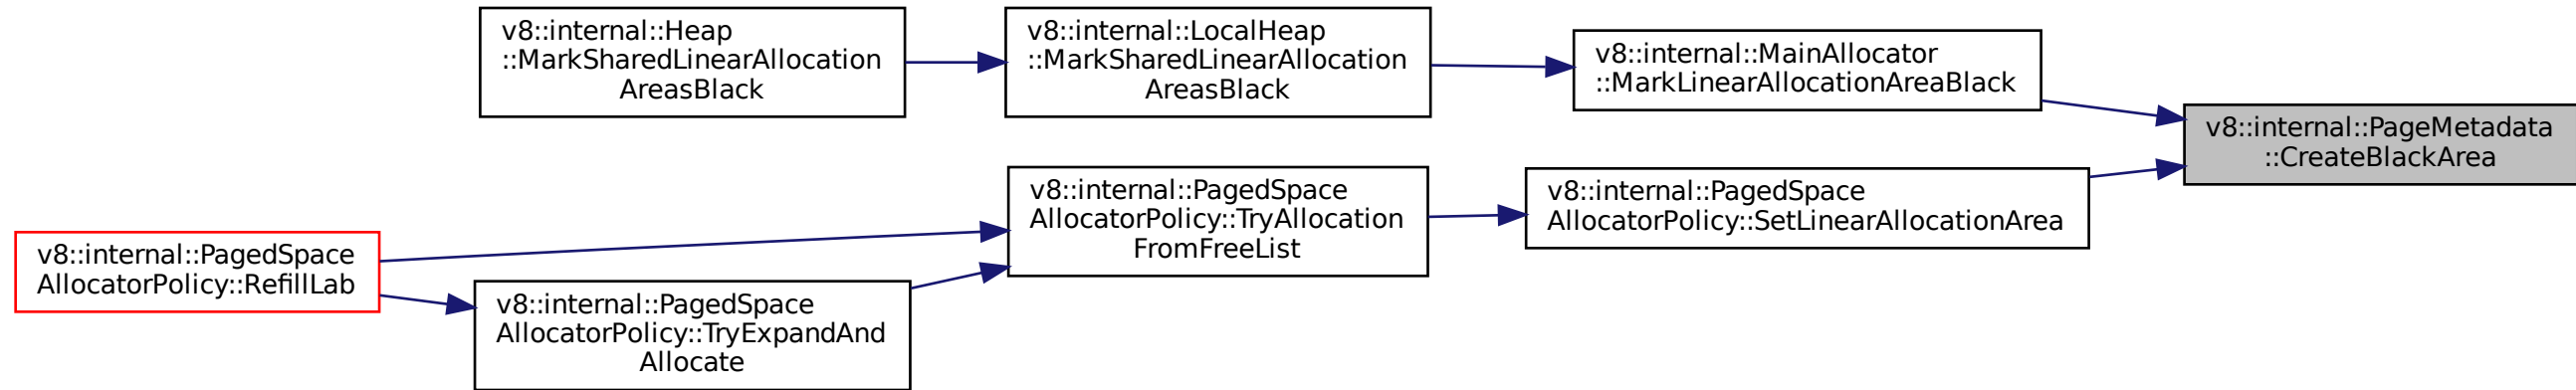 v8::internal::Heap
::MarkSharedLinearAllocation
AreasBlack
v8::internal::LocalHeap
::MarkSharedLinearAllocation
AreasBlack
v8::internal::MainAllocator
::MarkLinearAllocationAreaBlack
v8::internal::PageMetadata
::CreateBlackArea
v8::internal::PagedSpace
AllocatorPolicy::RefillLab
v8::internal::PagedSpace
AllocatorPolicy::TryExpandAnd
Allocate
v8::internal::PagedSpace
AllocatorPolicy::TryAllocation
FromFreeList
v8::internal::PagedSpace
AllocatorPolicy::SetLinearAllocationArea